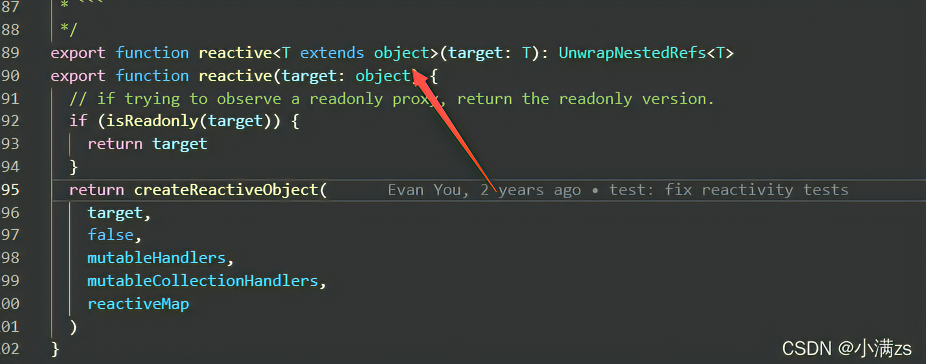 87 * ```
88 */
89 export function reactive<T extends object>(target: T): UnwrapNestedRefs<T>
90 export function reactive(target: object) {
91 // if trying to observe a readonly proxy, return the readonly version.
92 if (isReadonly(target)) {
93 return target
94 }
95 return createReactiveObject( Evan You, 2 years ago • test: fix reactivity tests
96 target,
97 false,
98 mutableHandlers,
99 mutableCollectionHandlers,
00 reactiveMap
01 )
02 }
CSDN @小满zs